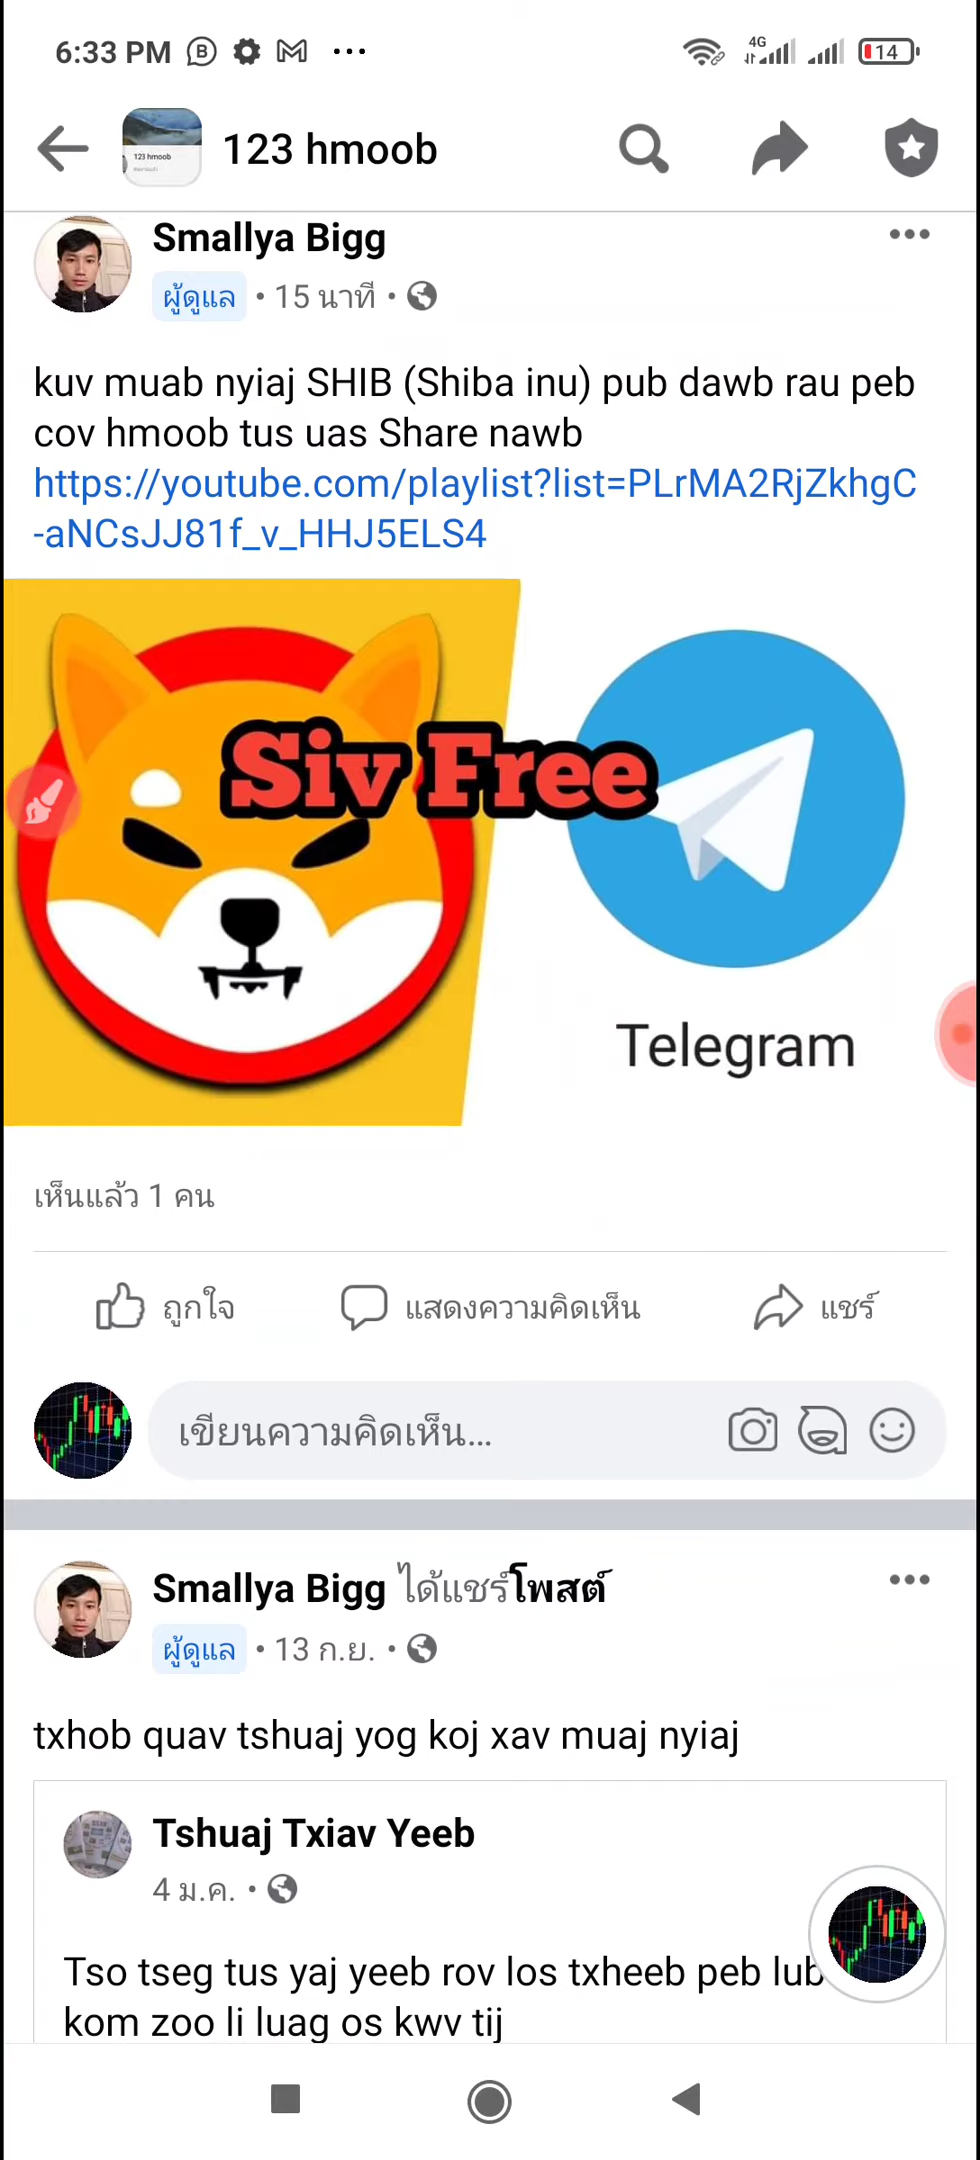 6:33 PM
4G
14
123 hmoob
123 hmoob
Smallya Bigg
ผู้ดูแล • 15 นาที •
kuv muab nyiaj SHIB (Shiba inu) pub dawb rau peb
cov hmoob tus uas Share nawb
https://youtube.com/playlist?list=PLrMA2RjZkhgC
-aNCsJJ81f_v_HHJ5ELS4
Siv Free
Telegram
เห็นแล้ว 1 คน
ถูกใจ แสดงความคิดเห็น แชร์
เขียนความคิดเห็น...
Smallya Bigg ได้แชร์โพสต์
ผู้ดูแล • 13 ก.ย. •
txhob quav tshuaj yog koj xav muaj nyiaj
Tshuaj Txiav Yeeb
4 ม.ค. •
Tso tseg tus yaj yeeb rov los txheeb peb lub
kom zoo li luag os kwv tij